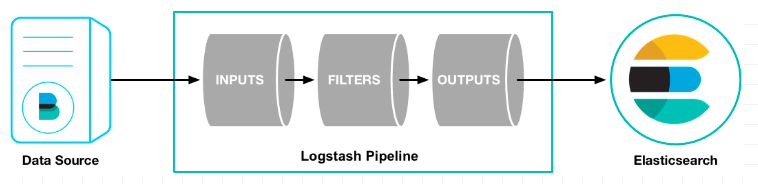 INPUTS
FILTERS
OUTPUTS
Data Source
Logstash Pipeline
Elasticsearch